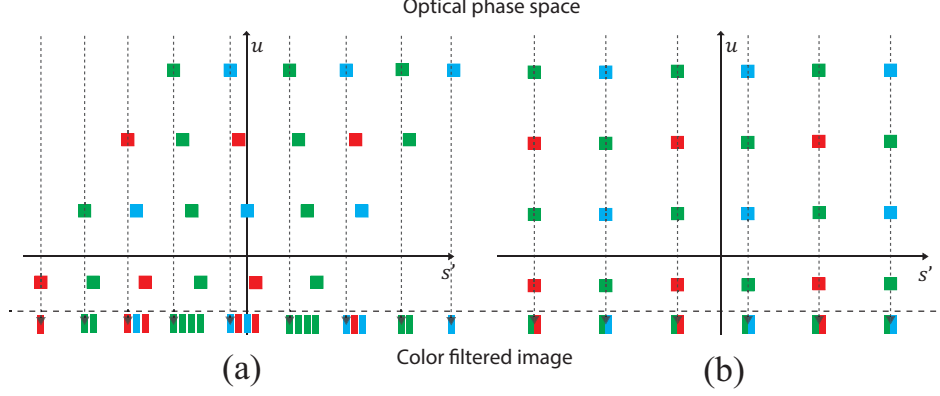 Optical phase space
u
u
s'
s'
Color filtered image
(a)
(b)